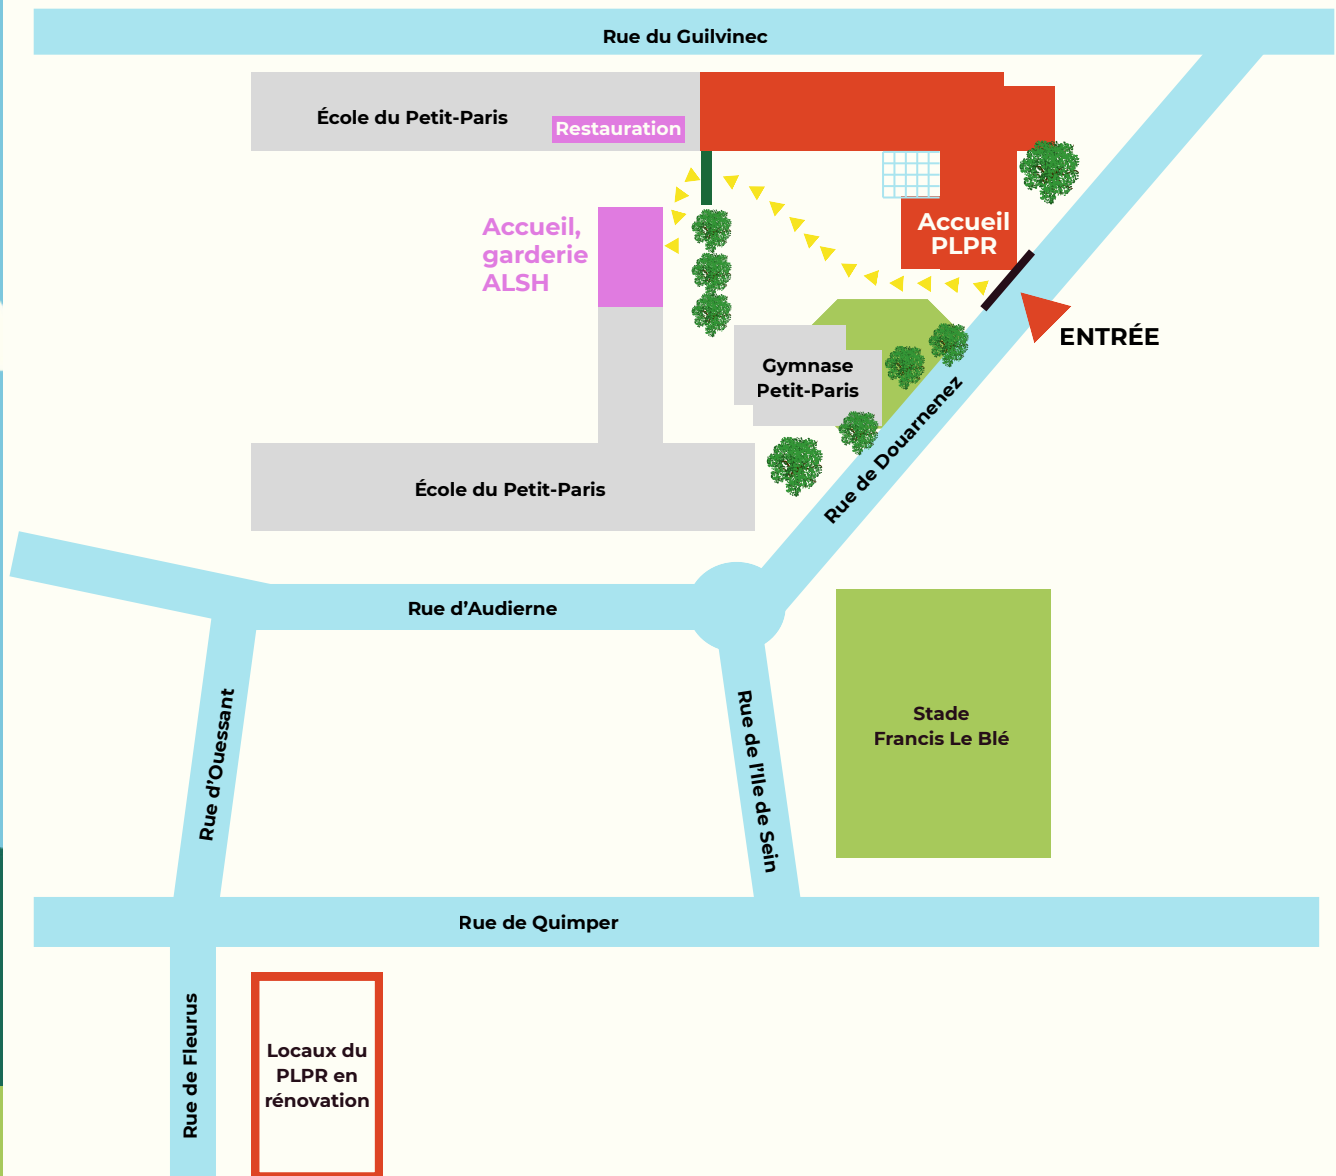 Rue du Guilvinec
École du Petit-Paris
Restauration
Accueil,
garderie
ALSH
Accueil
PLPR
ENTRÉE
Gymnase
Petit-Paris
Rue de Douarnenez
École du Petit-Paris
Rue d’Audierne
Rue d’Ouessant
Rue de l’Ile de Sein
Stade
Francis Le Blé
Rue de Quimper
Rue de Fleurus
Locaux du
PLPR en
rénovation